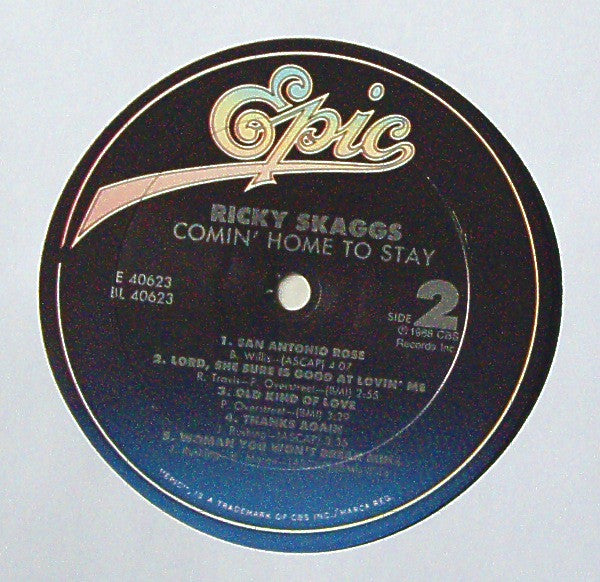 Epic
RICKY SKAGGS
COMIN' HOME TO STAY
E 40623
BL 40623
SIDE 2
℗1988 CBS
Records Inc.
1. SAN ANTONIO ROSE
B. Wills—(ASCAP) 4:07
2. LORD, SHE SURE IS GOOD AT LOVIN' ME
R. Travis—P. Overstreet—(BMI) 2:55
3. OLD KIND OF LOVE
P. Overstreet—(BMI) 3:29
4. THANKS AGAIN
J. Rushing—(ASCAP) 3:35
5. WOMAN YOU WON'T BREAK MINE
J. Rushing
"EPIC", IS A TRADEMARK OF CBS INC./MARCA REG.